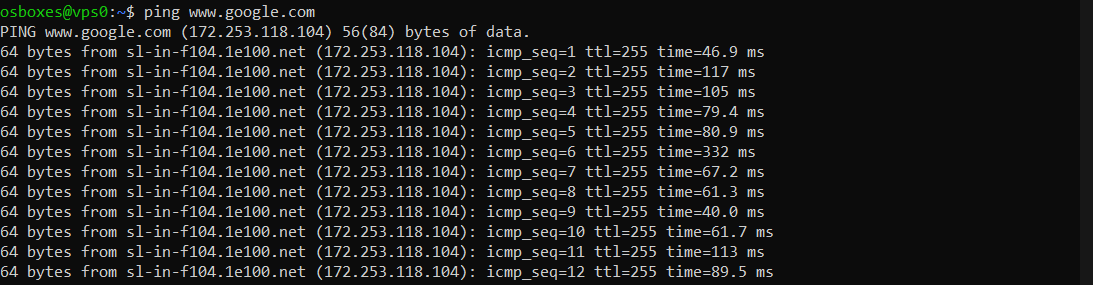 osboxes@vps0:~$ ping www.google.com
PING www.google.com (172.253.118.104) 56(84) bytes of data.
64 bytes from sl-in-f104.1e100.net (172.253.118.104): icmp_seq=1 ttl=255 time=46.9 ms
64 bytes from sl-in-f104.1e100.net (172.253.118.104): icmp_seq=2 ttl=255 time=117 ms
64 bytes from sl-in-f104.1e100.net (172.253.118.104): icmp_seq=3 ttl=255 time=105 ms
64 bytes from sl-in-f104.1e100.net (172.253.118.104): icmp_seq=4 ttl=255 time=79.4 ms
64 bytes from sl-in-f104.1e100.net (172.253.118.104): icmp_seq=5 ttl=255 time=80.9 ms
64 bytes from sl-in-f104.1e100.net (172.253.118.104): icmp_seq=6 ttl=255 time=332 ms
64 bytes from sl-in-f104.1e100.net (172.253.118.104): icmp_seq=7 ttl=255 time=67.2 ms
64 bytes from sl-in-f104.1e100.net (172.253.118.104): icmp_seq=8 ttl=255 time=61.3 ms
64 bytes from sl-in-f104.1e100.net (172.253.118.104): icmp_seq=9 ttl=255 time=40.0 ms
64 bytes from sl-in-f104.1e100.net (172.253.118.104): icmp_seq=10 ttl=255 time=61.7 ms
64 bytes from sl-in-f104.1e100.net (172.253.118.104): icmp_seq=11 ttl=255 time=113 ms
64 bytes from sl-in-f104.1e100.net (172.253.118.104): icmp_seq=12 ttl=255 time=89.5 ms